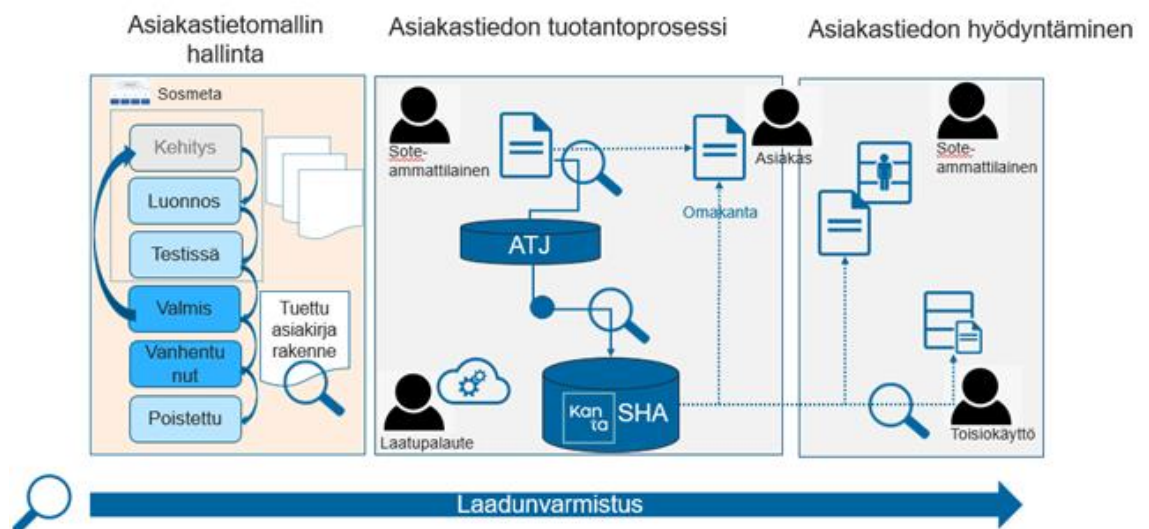 Asiakastietomallin
hallinta
Asiakastiedon tuotantoprosessi
Asiakastiedon hyödyntäminen
Sosmeta
Kehitys
Luonnos
Testissä
Valmis
Vanhentu
nut
Poistettu
Tuettu
asiakirja
rakenne
Sote-
ammattilainen
Asiakas
Omakanta
ATJ
Kan
ta
SHA
Laatupalaute
Sote-
ammattilainen
Toisiokäyttö
Laadunvarmistus